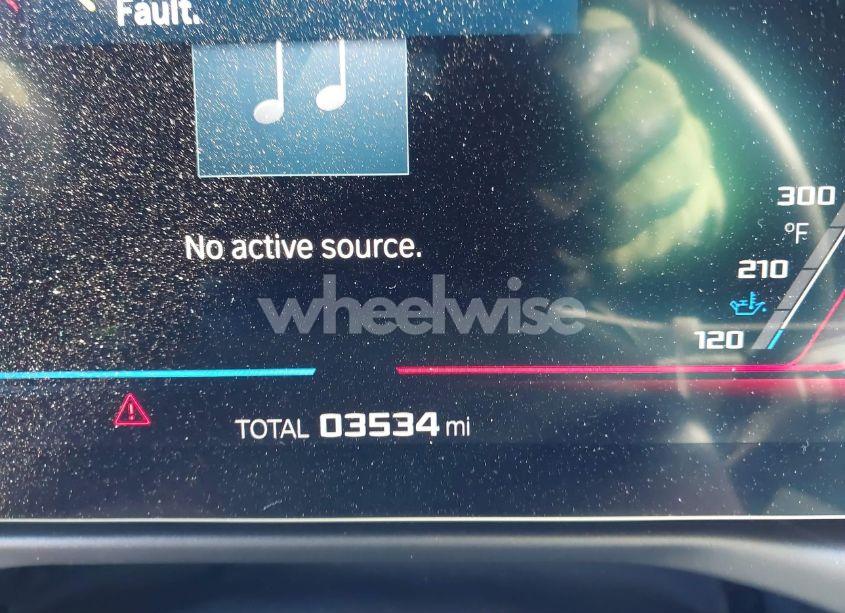 Fault.
No active source.
300
°F
210
120
wheelwise
TOTAL 03534 mi